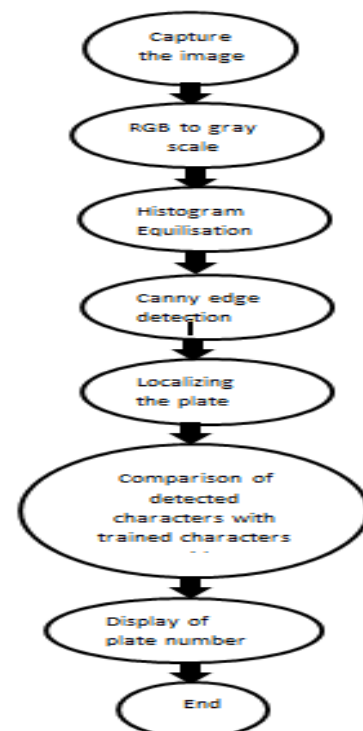 Capture
the image
RGB to gray
scale
Histogram
Equilisation
Canny edge
detection
Localizing
the plate
Comparison of
detected
characters with
trained characters
Display of
plate number
End